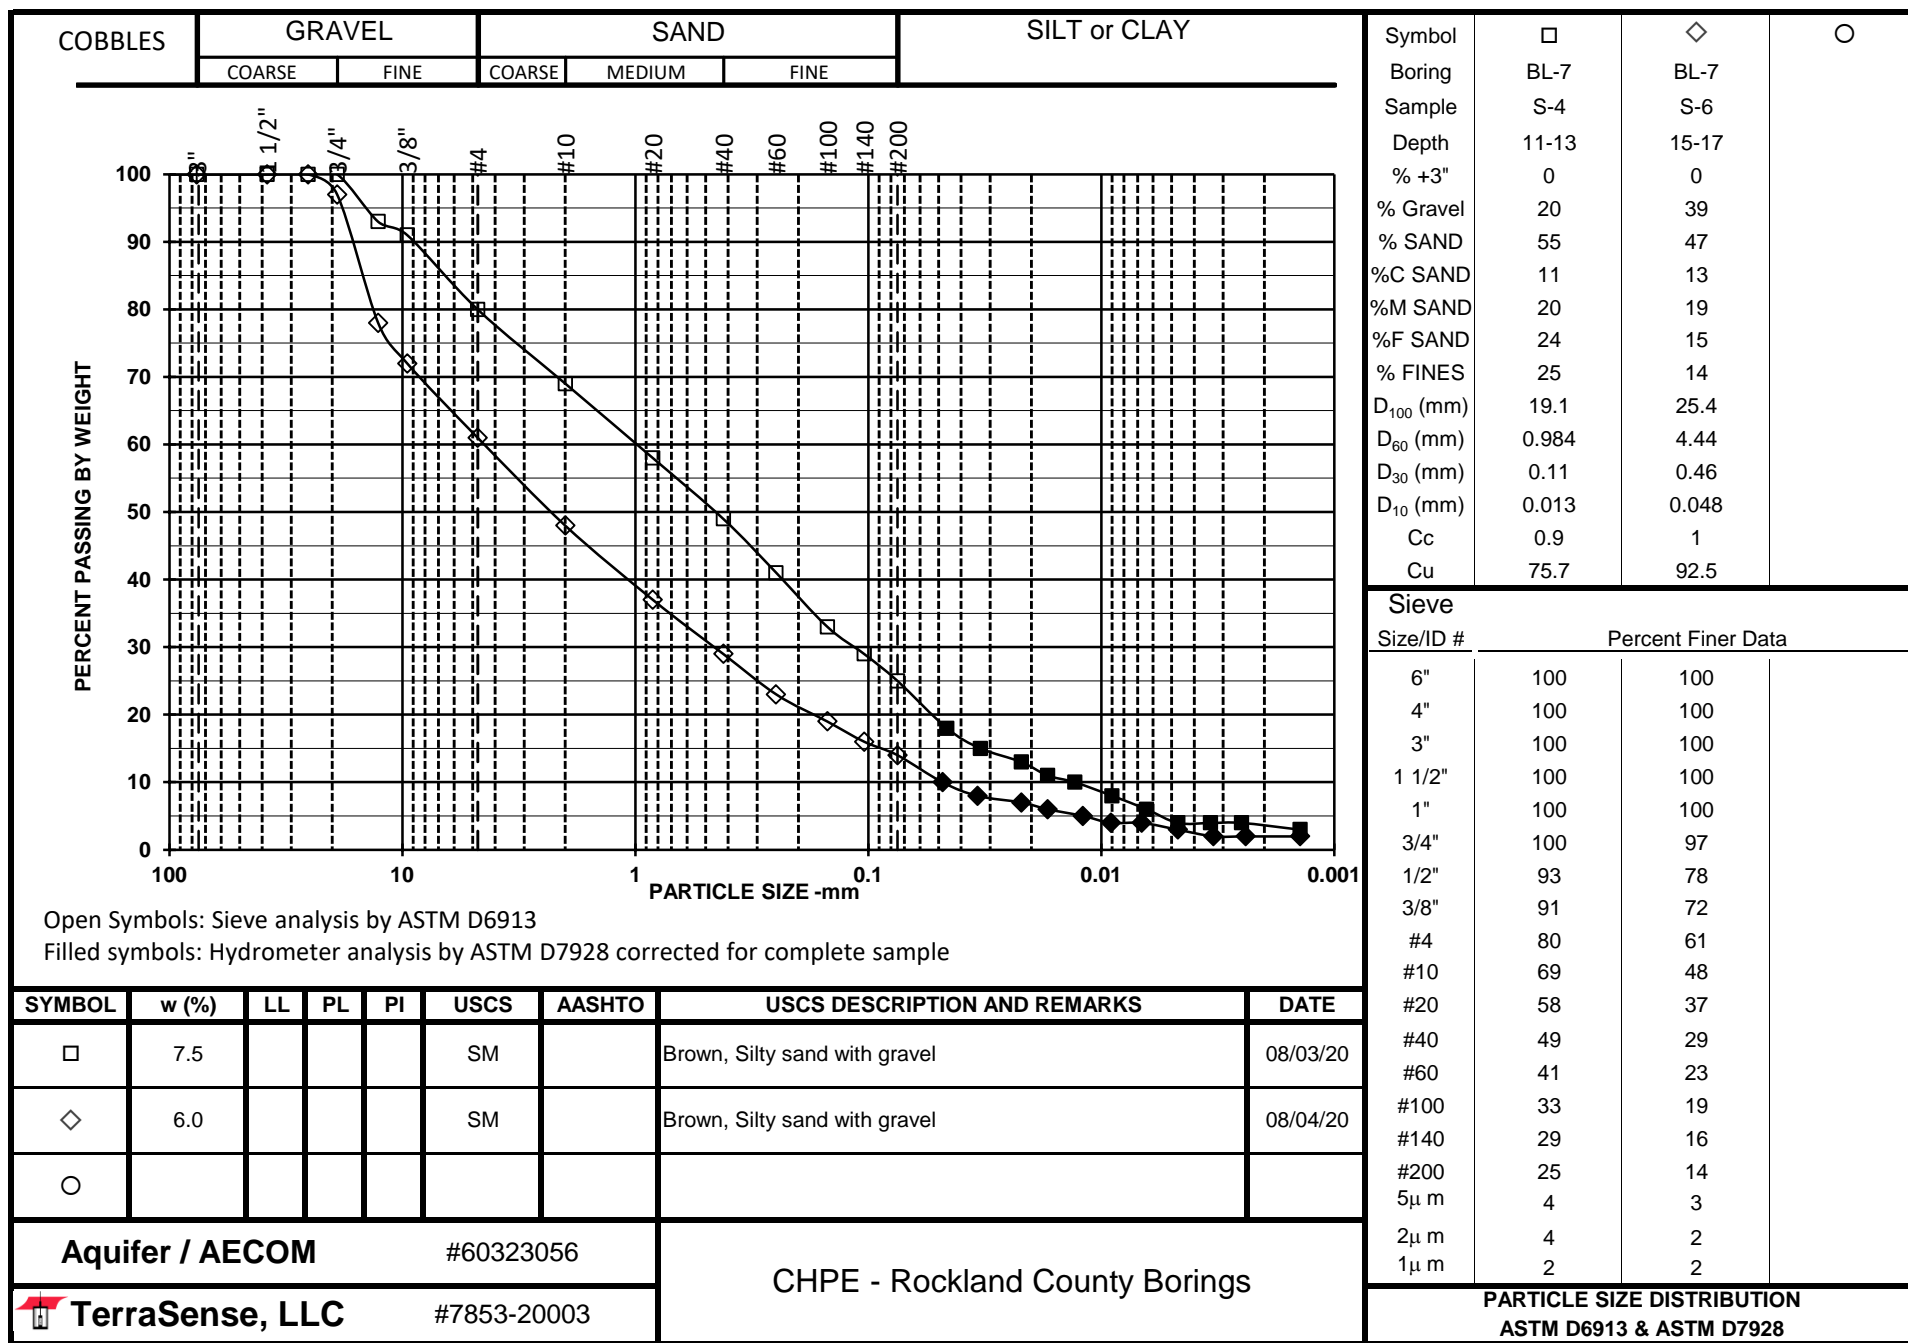 COBBLES GRAVEL SAND SILT or CLAY
COARSE FINE COARSE MEDIUM FINE
3" 1 1/2" 3/4" 3/8" #4 #10 #20 #40 #60 #100 #140 #200
100
90
80
70
60
50
40
30
20
10
0
PERCENT PASSING BY WEIGHT
100 10 1 0.1 0.01 0.001
PARTICLE SIZE -mm
Open Symbols: Sieve analysis by ASTM D6913
Filled symbols: Hydrometer analysis by ASTM D7928 corrected for complete sample
SYMBOL w (%) LL PL PI USCS AASHTO USCS DESCRIPTION AND REMARKS DATE
□ 7.5 SM Brown, Silty sand with gravel 08/03/20
◇ 6.0 SM Brown, Silty sand with gravel 08/04/20
○
Aquifer / AECOM #60323056
TerraSense, LLC #7853-20003
CHPE - Rockland County Borings
Symbol □ ◇ ○
Boring BL-7 BL-7
Sample S-4 S-6
Depth 11-13 15-17
% +3" 0 0
% Gravel 20 39
% SAND 55 47
%C SAND 11 13
%M SAND 20 19
%F SAND 24 15
% FINES 25 14
D100 (mm) 19.1 25.4
D60 (mm) 0.984 4.44
D30 (mm) 0.11 0.46
D10 (mm) 0.013 0.048
Cc 0.9 1
Cu 75.7 92.5
Sieve
Size/ID # Percent Finer Data
6" 100 100
4" 100 100
3" 100 100
1 1/2" 100 100
1" 100 100
3/4" 100 97
1/2" 93 78
3/8" 91 72
#4 80 61
#10 69 48
#20 58 37
#40 49 29
#60 41 23
#100 33 19
#140 29 16
#200 25 14
5μ m 4 3
2μ m 4 2
1μ m 2 2
PARTICLE SIZE DISTRIBUTION
ASTM D6913 & ASTM D7928